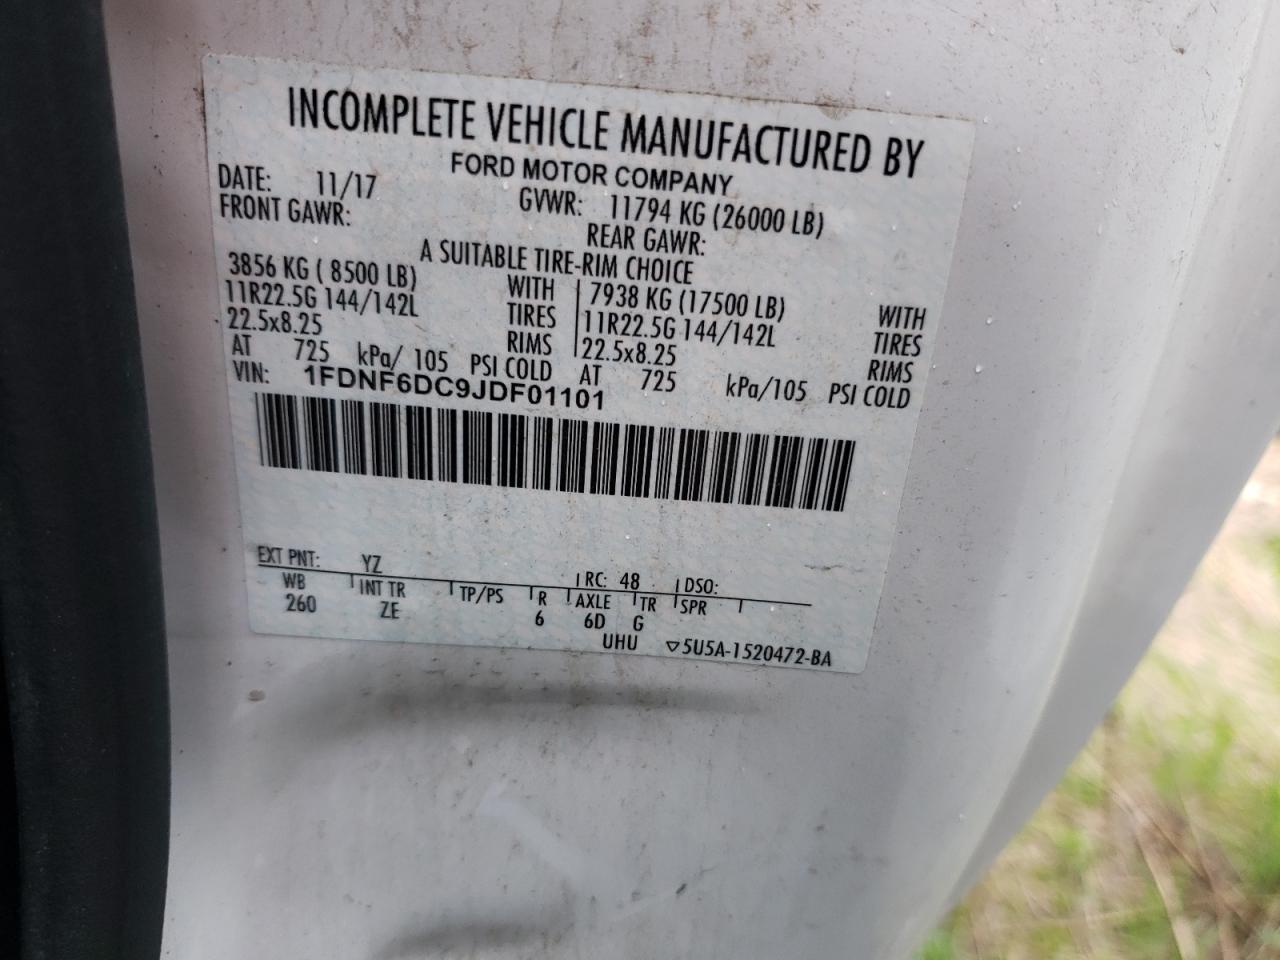 INCOMPLETE VEHICLE MANUFACTURED BY
FORD MOTOR COMPANY
DATE: 11/17 GVWR: 11794 KG (26000 LB)
FRONT GAWR: REAR GAWR:
A SUITABLE TIRE-RIM CHOICE
3856 KG ( 8500 LB) WITH 7938 KG (17500 LB) WITH
11R22.5G 144/142L TIRES 11R22.5G 144/142L TIRES
22.5x8.25 RIMS 22.5x8.25 RIMS
AT 725 kPa/ 105 PSI COLD AT 725 kPa/105 PSI COLD
VIN: 1FDNF6DC9JDF01101
EXT PNT: YZ RC: 48 DSO:
WB INT TR TP/PS R AXLE TR SPR
260 ZE 6 6D G
UHU ▽5U5A-1520472-BA